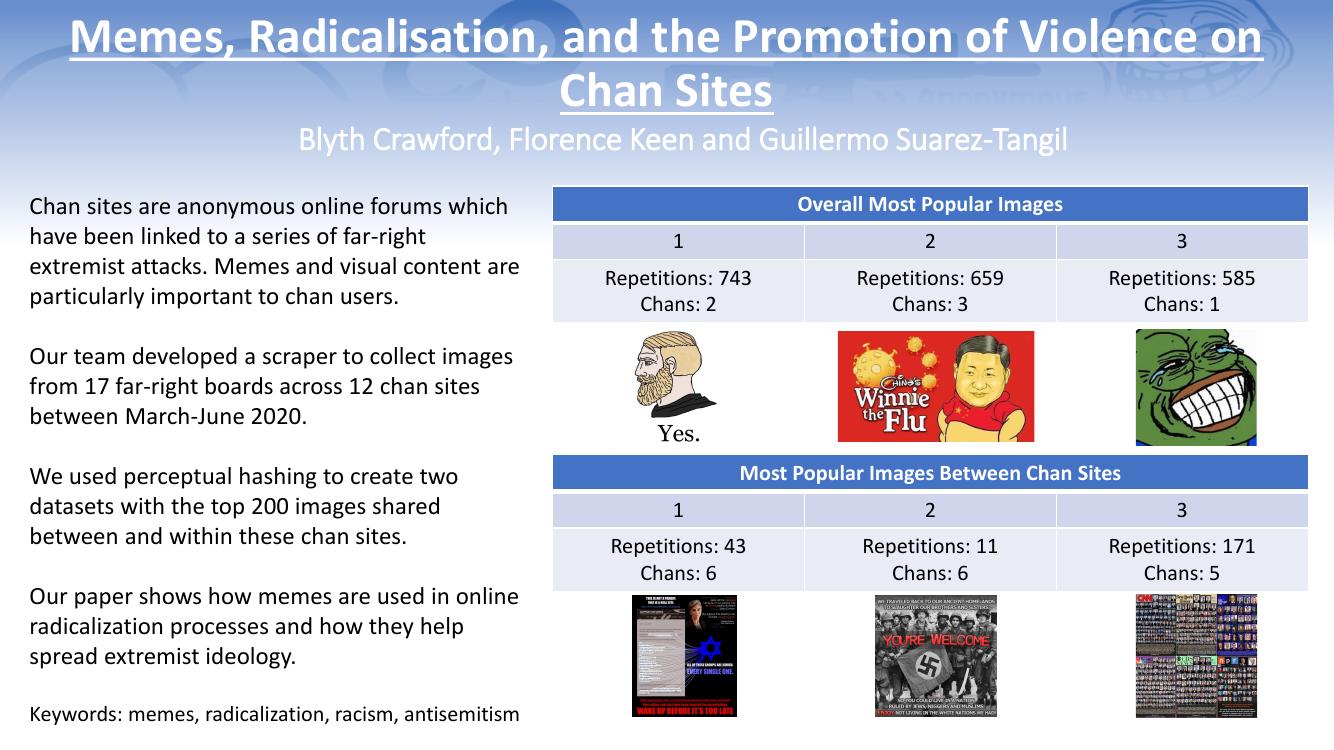 Memes, Radicalisation, and the Promotion of Violence on
Chan Sites
Blyth Crawford, Florence Keen and Guillermo Suarez-Tangil
Chan sites are anonymous online forums which
have been linked to a series of far-right
extremist attacks. Memes and visual content are
particularly important to chan users.
Our team developed a scraper to collect images
from 17 far-right boards across 12 chan sites
between March-June 2020.
We used perceptual hashing to create two
datasets with the top 200 images shared
between and within these chan sites.
Our paper shows how memes are used in online
radicalization processes and how they help
spread extremist ideology.
Keywords: memes, radicalization, racism, antisemitism
Overall Most Popular Images
1 2 3
Repetitions: 743 Repetitions: 659 Repetitions: 585
Chans: 2 Chans: 3 Chans: 1
Yes.
China's
Winnie
the Flu
Most Popular Images Between Chan Sites
1 2 3
Repetitions: 43 Repetitions: 11 Repetitions: 171
Chans: 6 Chans: 6 Chans: 5
ALL OF THESE GROUPS ARE JEWISH
EVERY SINGLE ONE.
WAKE UP BEFORE IT'S TOO LATE
WE TRAVELED BACK TO OUR ANCIENT HOMELANDS
TO SLAUGHTER OUR BROTHERS AND SISTERS
YOU'RE WELCOME
SO YOU COULD LIVE IN A NATION
RULED BY JEWS, NIGGERS AND MUSLIMS
ENJOY NOT LIVING IN THE WHITE NATIONS WE HAD
CNN